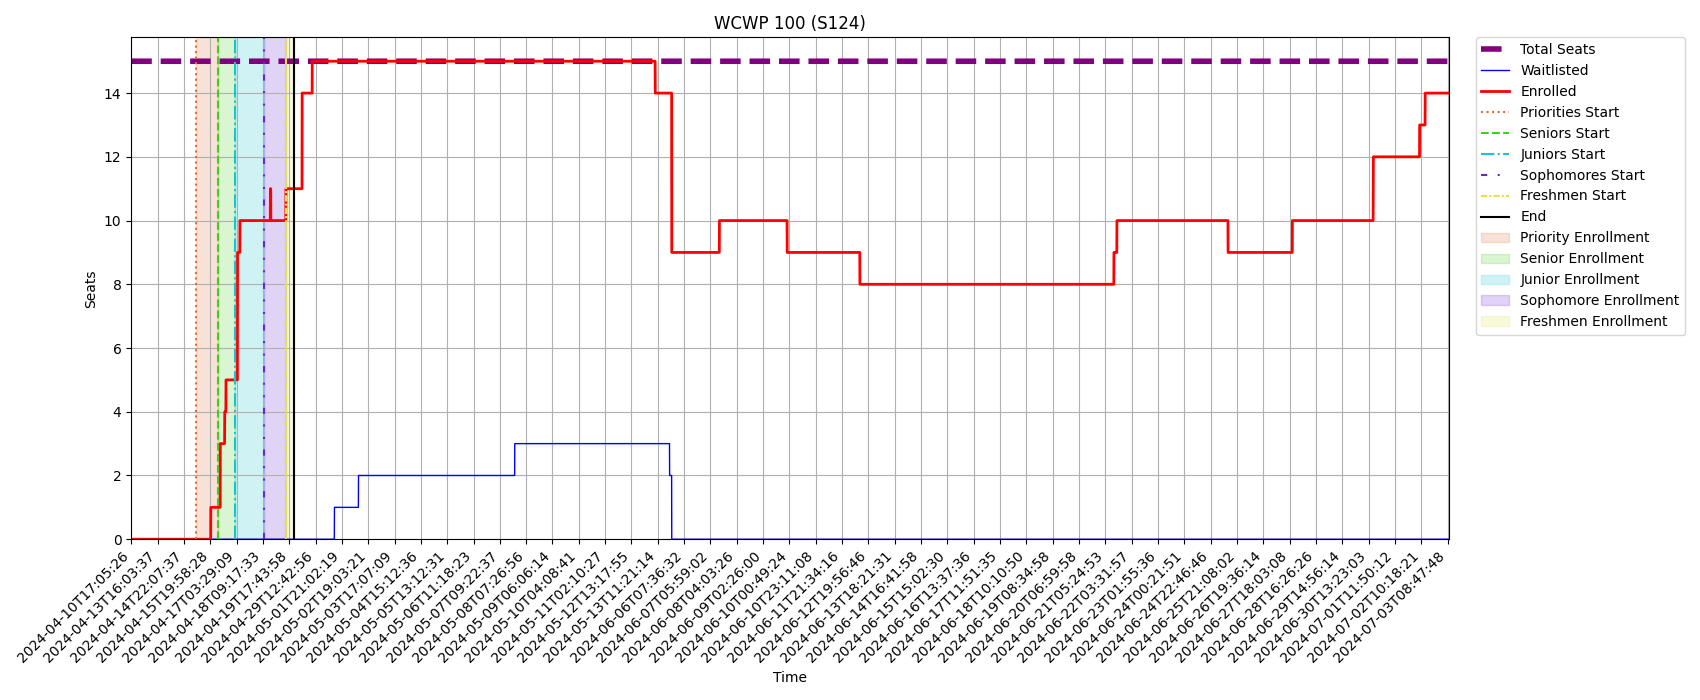 WCWP 100 (S124)
Total Seats
Waitlisted
Enrolled
Priorities Start
Seniors Start
Juniors Start
Sophomores Start
Freshmen Start
End
Priority Enrollment
Senior Enrollment
Junior Enrollment
Sophomore Enrollment
Freshmen Enrollment
Seats
14
12
10
8
6
4
2
0
2024-04-10T17:05:26
2024-04-13T16:03:37
2024-04-14T22:07:37
2024-04-15T19:58:28
2024-04-17T03:29:09
2024-04-18T09:17:33
2024-04-19T17:43:58
2024-04-29T12:42:56
2024-05-01T21:02:19
2024-05-02T19:03:21
2024-05-03T17:07:09
2024-05-04T15:12:36
2024-05-05T13:12:31
2024-05-06T11:18:23
2024-05-07T09:22:37
2024-05-08T07:26:56
2024-05-09T06:06:14
2024-05-10T04:08:41
2024-05-11T02:10:27
2024-05-12T13:17:55
2024-05-13T11:21:14
2024-06-06T07:36:32
2024-06-07T05:59:02
2024-06-08T04:03:26
2024-06-09T02:26:00
2024-06-10T00:49:24
2024-06-10T23:11:08
2024-06-11T21:34:16
2024-06-12T19:56:46
2024-06-13T18:21:31
2024-06-14T16:41:58
2024-06-15T15:02:30
2024-06-16T13:37:36
2024-06-17T11:51:35
2024-06-18T10:10:50
2024-06-19T08:34:58
2024-06-20T06:59:58
2024-06-21T05:24:53
2024-06-22T03:31:57
2024-06-23T01:55:36
2024-06-24T00:21:51
2024-06-24T22:46:46
2024-06-25T21:08:02
2024-06-26T19:36:14
2024-06-27T18:03:08
2024-06-28T16:26:26
2024-06-29T14:56:14
2024-06-30T13:23:03
2024-07-01T11:50:12
2024-07-02T10:18:21
2024-07-03T08:47:48
Time